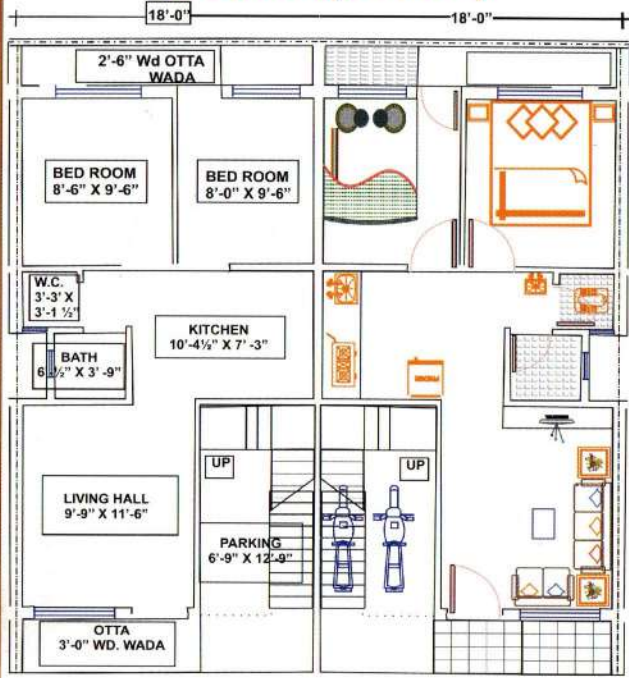 18'-0"
18'-0"
2'-6" Wd OTTA
WADA
BED ROOM
8'-6" X 9'-6"
BED ROOM
8'-0" X 9'-6"
W.C.
3'-3' X
3'-1 ½"
KITCHEN
10'-4½" X 7' -3"
BATH
½" X 3' -9"
UP
UP
LIVING HALL
9'-9" X 11'-6"
PARKING
6'-9" X 12'-9"
OTTA
3'-0" WD. WADA